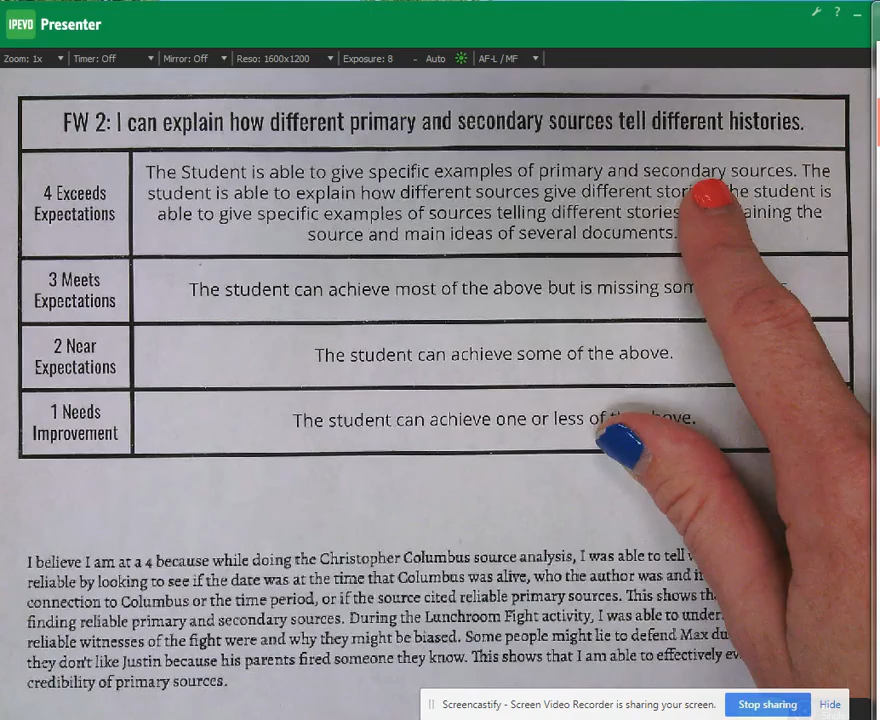 IPEVO Presenter
Zoom: 1x Timer: Off Mirror: Off Reso: 1600x1200 Exposure: 8 - Auto AF-L / MF
FW 2: I can explain how different primary and secondary sources tell different histories.
4 Exceeds
Expectations
The Student is able to give specific examples of primary and secondary sources. The
student is able to explain how different sources give different student is
able to give specific examples of sources telling different stories the
source and main ideas of several documents.
3 Meets
Expectations
The student can achieve most of the above but is missing
2 Near
Expectations
The student can achieve some of the above.
1 Needs
Improvement
The student can achieve one or less of
I believe I am at a 4 because while doing the Christopher Columbus source analysis, I was able to tell
reliable by looking to see if the date was at the time that Columbus was alive, who the author was and
connection to Columbus or the time period, or if the source cited reliable primary sources. This shows
finding reliable primary and secondary sources. During the Lunchroom Fight activity, I was able to
reliable witnesses of the fight were and why they might be biased. Some people might lie to defend Max
they don't like Justin because his parents fired someone they know. This shows that I am able to effectively
credibility of primary sources.
Screencastify - Screen Video Recorder is sharing your screen. Stop sharing Hide